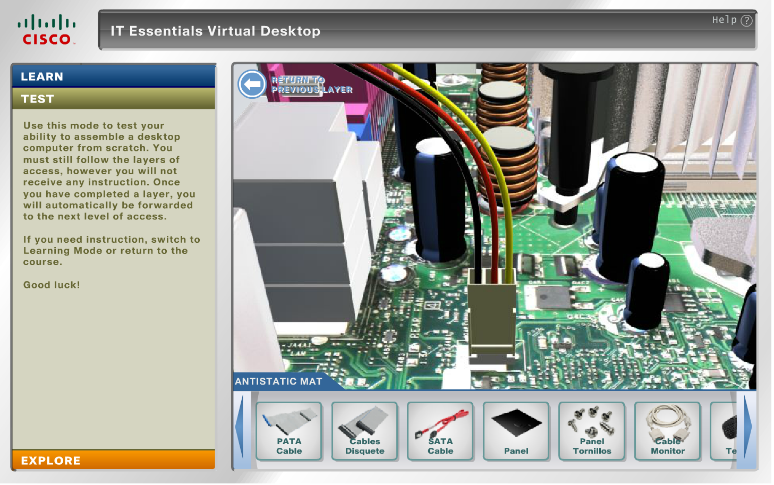 CISCO
IT Essentials Virtual Desktop
Help ?
LEARN
TEST
Use this mode to test your
ability to assemble a desktop
computer from scratch. You
must still follow the layers of
access, however you will not
receive any instruction. Once
you have completed a layer, you
will automatically be forwarded
to the next level of access.
If you need instruction, switch to
Learning Mode or return to the
course.
Good luck!
EXPLORE
RETURN TO
PREVIOUS LAYER
ANTISTATIC MAT
PATA
Cable
Cables
Disquete
SATA
Cable
Panel
Panel
Tornillos
Cable
Monitor
Te